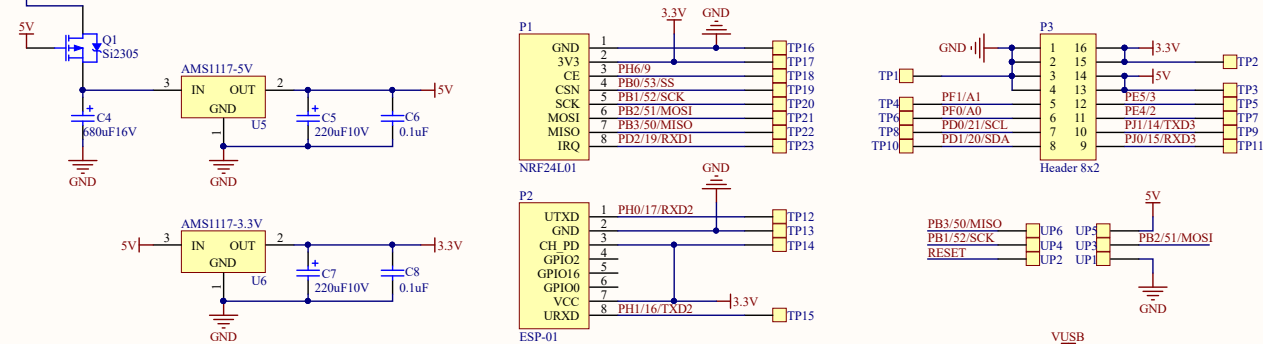 5V
Q1
Si2305
C4
680uF16V
GND
AMS1117-5V
3 IN OUT 2
GND
1
U5
C5
220uF10V
C6
0.1uF
5V
GND
AMS1117-3.3V
5V 3 IN OUT 2
GND
1
U6
C7
220uF10V
C8
0.1uF
3.3V
GND
P1
3.3V
GND
GND 1 TP16
3V3 2 TP17
CE 3 PH6/9 TP18
CSN 4 PB0/53/SS TP19
SCK 5 PB1/52/SCK TP20
MOSI 6 PB2/51/MOSI TP21
MISO 7 PB3/50/MISO TP22
IRQ 8 PD2/19/RXD1 TP23
NRF24L01
P2
GND
UTXD 1 PH0/17/RXD2 TP12
GND 2 TP13
CH_PD 3 TP14
GPIO2 4
GPIO16 5
GPIO0 6
VCC 7 3.3V
URXD 8 PH1/16/TXD2 TP15
ESP-01
P3
GND 1 16 3.3V
2 15 TP2
TP1 3 14 5V
4 13 TP3
TP4 PF1/A1 5 12 PE5/3 TP5
TP6 PF0/A0 6 11 PE4/2 TP7
TP8 PD0/21/SCL 7 10 PJ1/14/TXD3 TP9
TP10 PD1/20/SDA 8 9 PJ0/15/RXD3 TP11
Header 8x2
5V
PB3/50/MISO UP6 UP5
PB1/52/SCK UP4 UP3 PB2/51/MOSI
RESET UP2 UP1
GND
VUSB